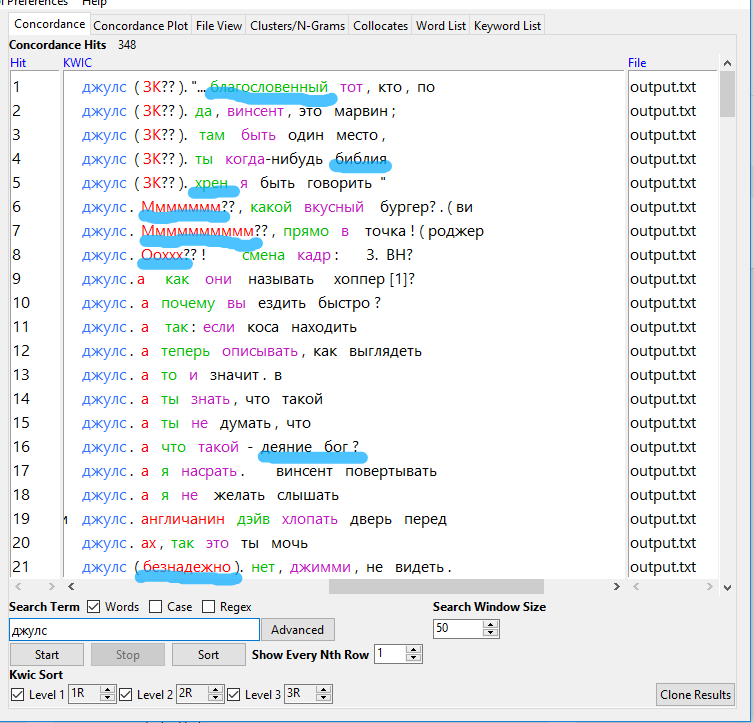 Help
Concordance Concordance Plot File View Clusters/N-Grams Collocates Word List Keyword List
Concordance Hits 348
Hit KWIC File
1 джулс ( ЗК?? ). "... благословенный тот , кто , по output.txt
2 джулс ( ЗК?? ). да , винсент , это марвин ; output.txt
3 джулс ( ЗК?? ). там быть один место , output.txt
4 джулс ( ЗК?? ). ты когда-нибудь библия output.txt
5 джулс ( ЗК?? ). хрен я быть говорить " output.txt
6 джулс . Ммммммм?? , какой вкусный бургер? . ( ви output.txt
7 джулс . Мммммммммм?? , прямо в точка ! ( роджер output.txt
8 джулс . Ооххх?? ! смена кадр : 3. ВН? output.txt
9 джулс . а как они называть хоппер [1]? output.txt
10 джулс . а почему вы ездить быстро ? output.txt
11 джулс . а так : если коса находить output.txt
12 джулс . а теперь описывать , как выглядеть output.txt
13 джулс . а то и значит . в output.txt
14 джулс . а ты знать , что такой output.txt
15 джулс . а ты не думать , что output.txt
16 джулс . а что такой - деяние бог ? output.txt
17 джулс . а я насрать . винсент повертывать output.txt
18 джулс . а я не желать слышать output.txt
19 джулс . англичанин дэйв хлопать дверь перед output.txt
20 джулс . ах , так это ты мочь output.txt
21 джулс ( безнадежно ). нет , джимми , не видеть . output.txt
Search Term Words Case Regex Search Window Size
джулс Advanced 50
Start Stop Sort Show Every Nth Row 1
Kwic Sort
Level 1 1R Level 2 2R Level 3 3R Clone Results